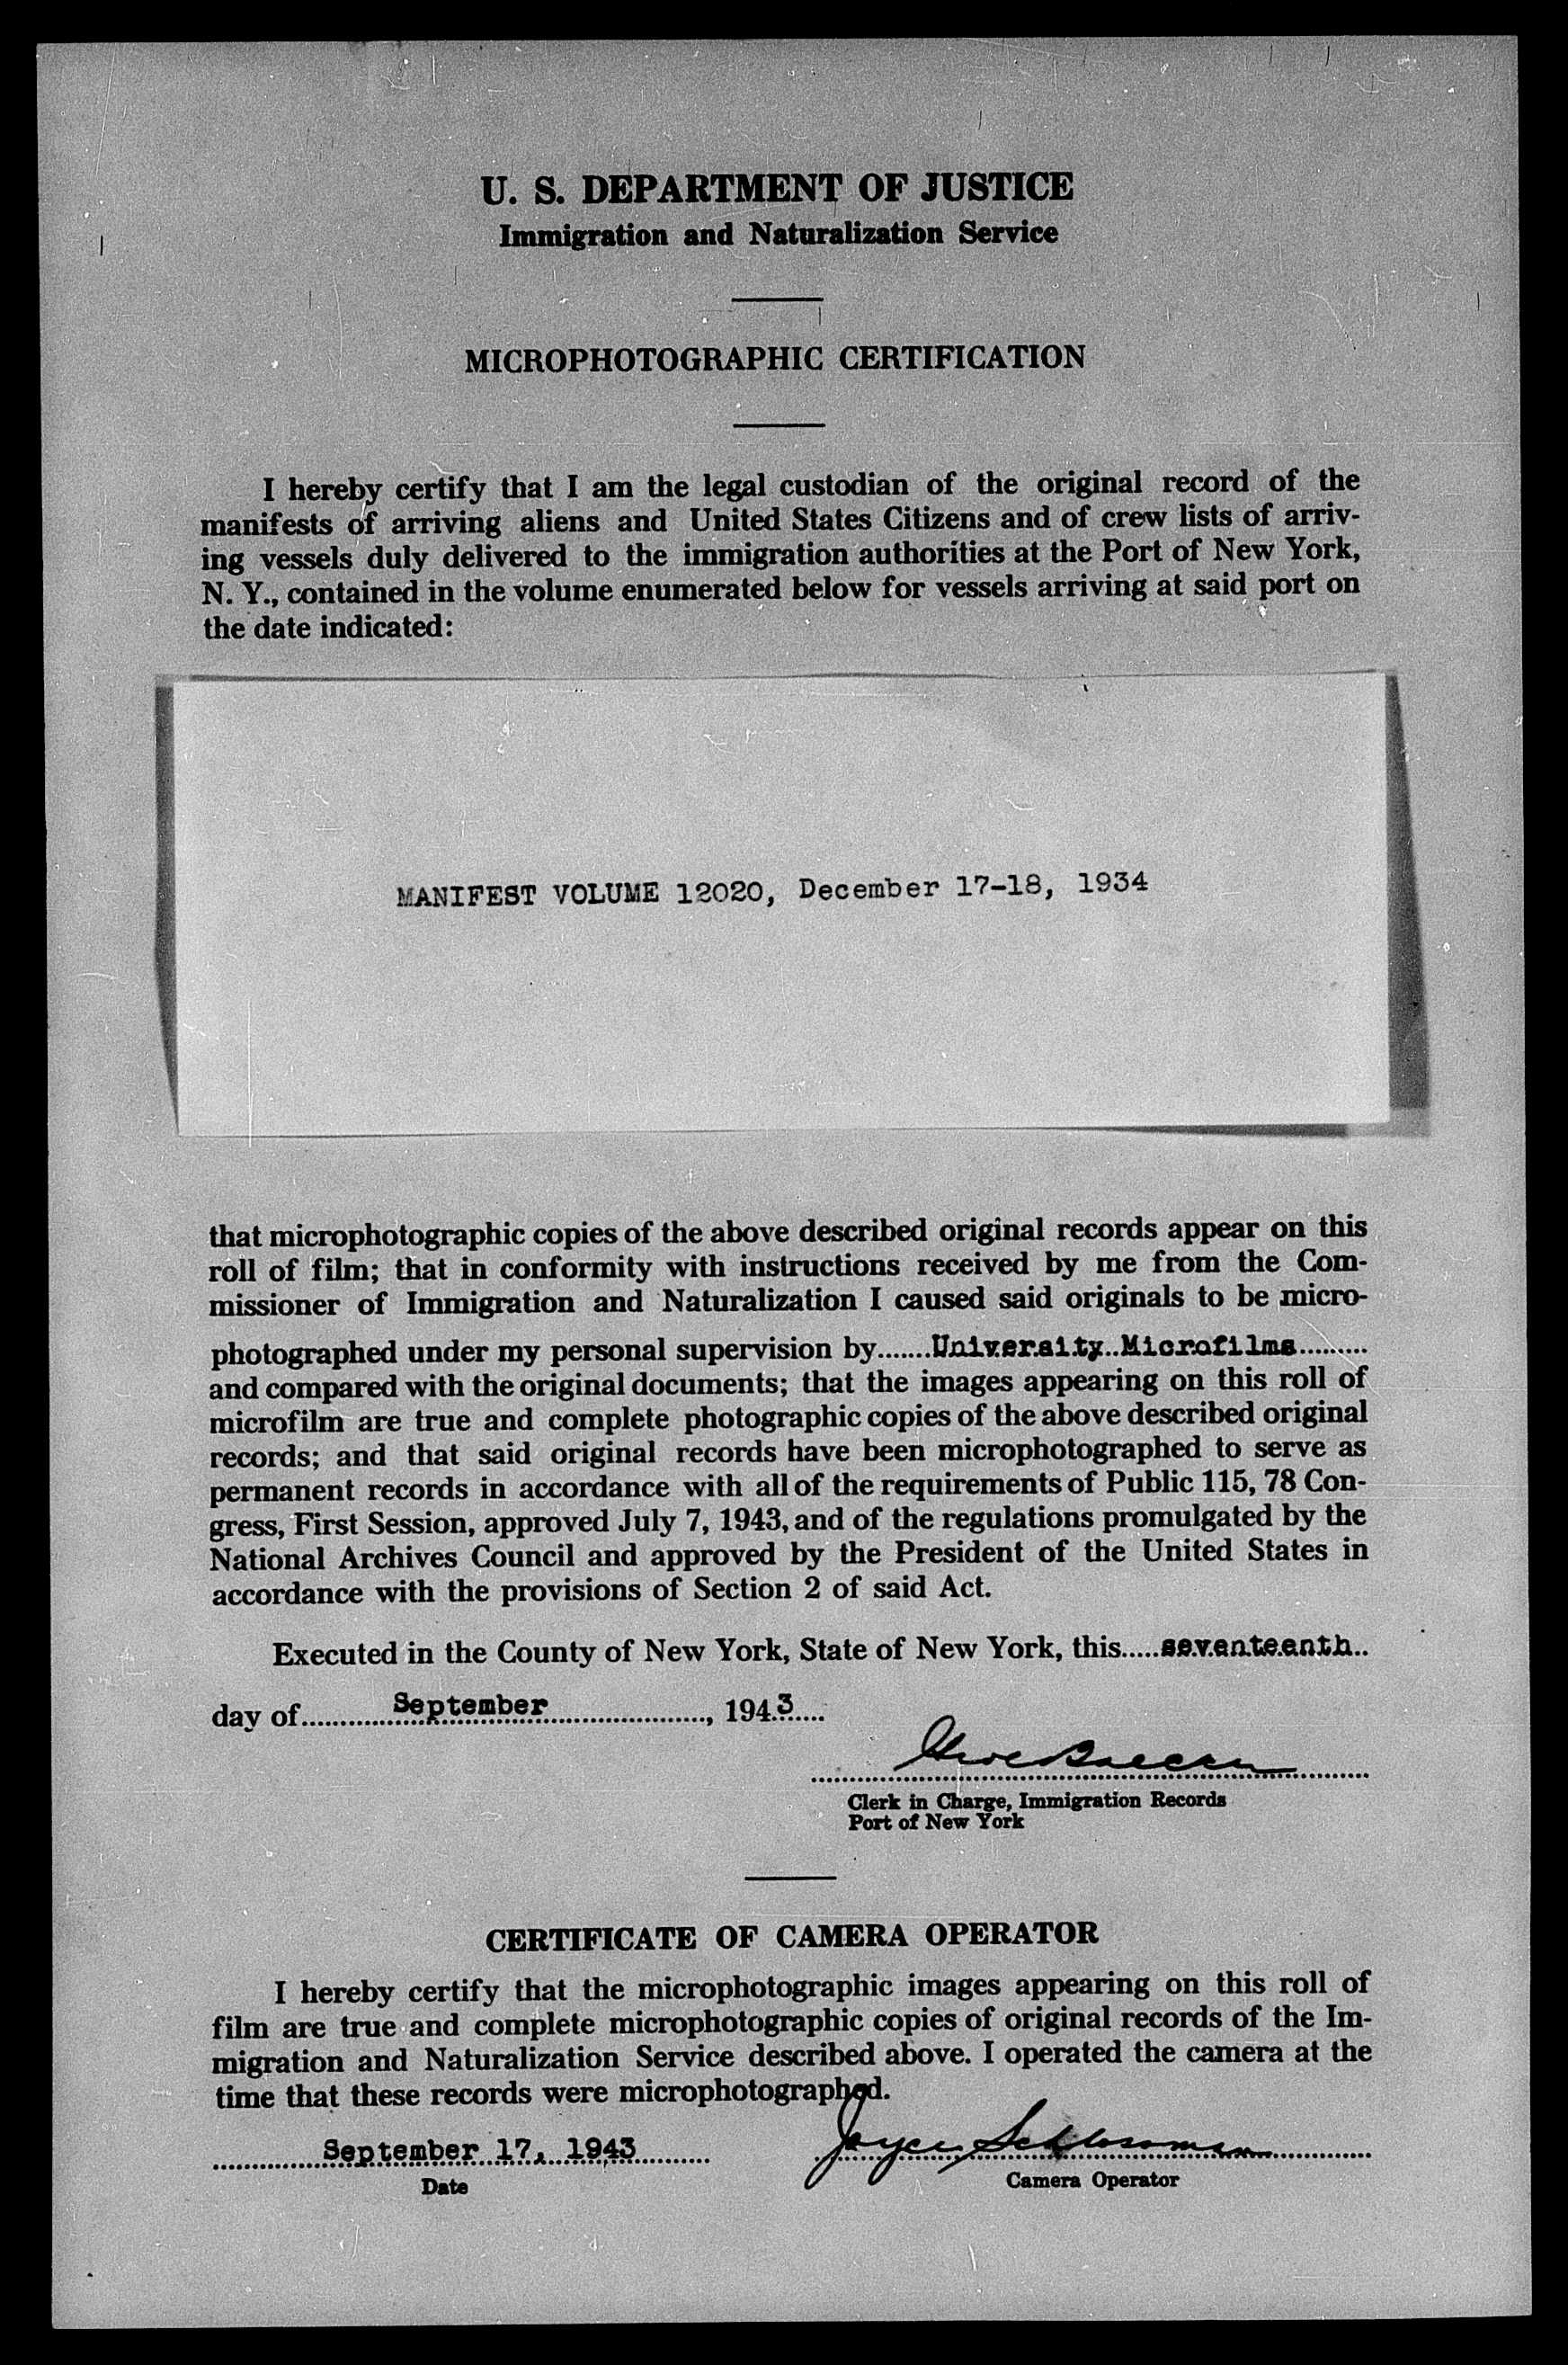 U. S. DEPARTMENT OF JUSTICE
Immigration and Naturalization Service
MICROPHOTOGRAPHIC CERTIFICATION
I hereby certify that I am the legal custodian of the original record of the
manifests of arriving aliens and United States Citizens and of crew lists of arriv-
ing vessels duly delivered to the immigration authorities at the Port of New York,
N. Y., contained in the volume enumerated below for vessels arriving at said port on
the date indicated:
MANIFEST VOLUME 12020, December 17-18, 1934
that microphotographic copies of the above described original records appear on this
roll of film; that in conformity with instructions received by me from the Com-
missioner of Immigration and Naturalization I caused said originals to be micro-
photographed under my personal supervision by.......University Microfilms.........
and compared with the original documents; that the images appearing on this roll of
microfilm are true and complete photographic copies of the above described original
records; and that said original records have been microphotographed to serve as
permanent records in accordance with all of the requirements of Public 115, 78 Con-
gress, First Session, approved July 7, 1943, and of the regulations promulgated by the
National Archives Council and approved by the President of the United States in
accordance with the provisions of Section 2 of said Act.
Executed in the County of New York, State of New York, this.....seventeenth..
day of............September....................., 1943.....
Clerk in Charge, Immigration Records
Port of New York
CERTIFICATE OF CAMERA OPERATOR
I hereby certify that the microphotographic images appearing on this roll of
film are true and complete microphotographic copies of original records of the Im-
migration and Naturalization Service described above. I operated the camera at the
time that these records were microphotographed.
September 17, 1943 Joyce Schlossman
Date Camera Operator